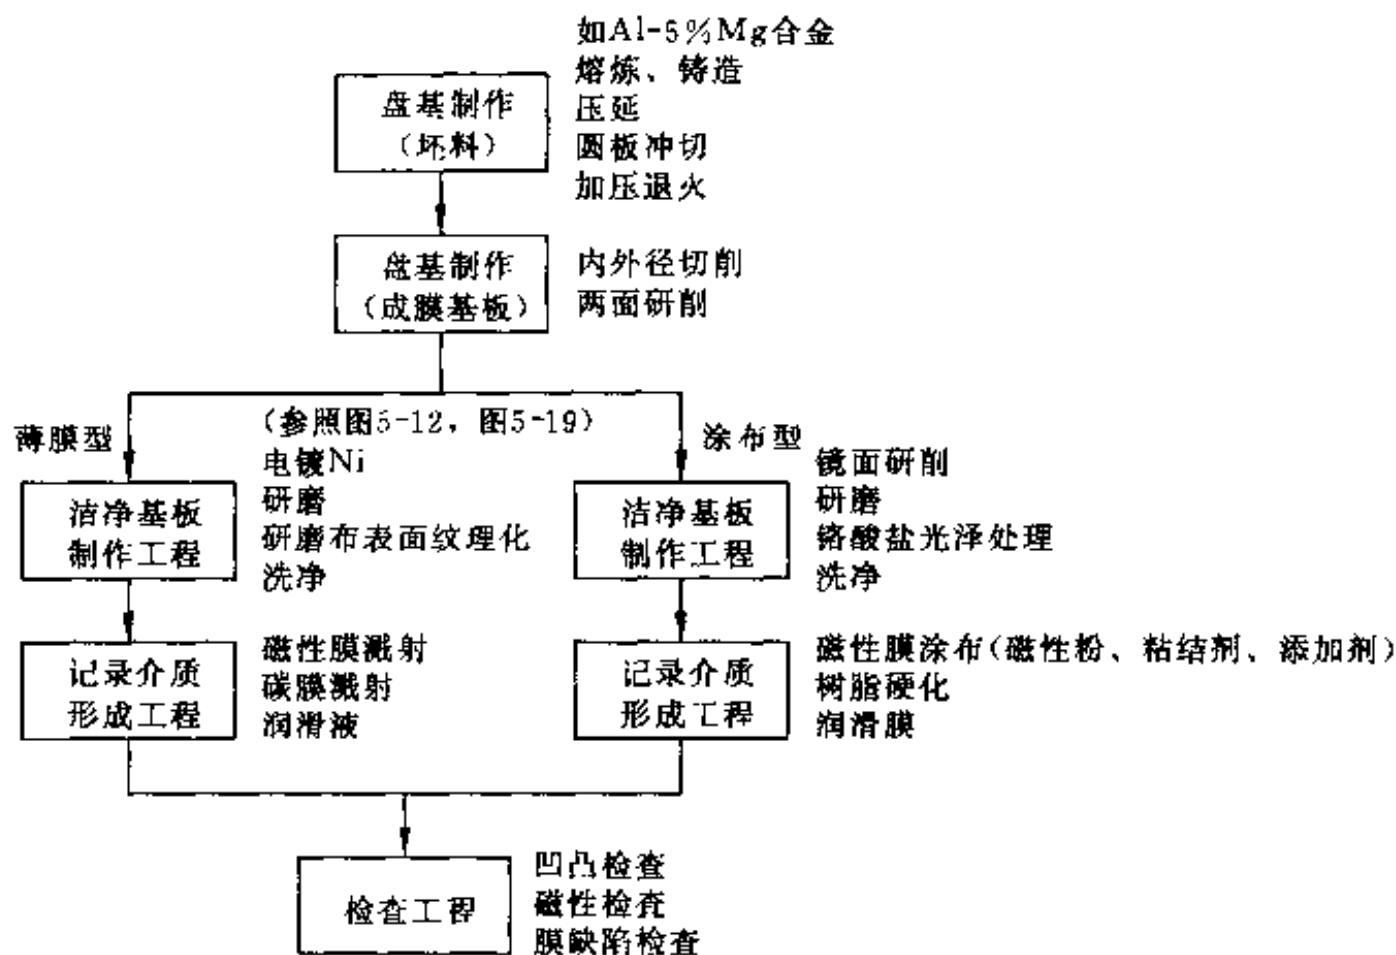 如Al-5%Mg合金
熔炼、铸造
压延
圆板冲切
加压退火
盘基制作
（坯料）
盘基制作
（成膜基板）
内外径切削
两面研削
薄膜型
（参照图5-12，图5-19）
电镀Ni
研磨
研磨布表面纹理化
洗净
洁净基板
制作工程
涂布型
镜面研削
研磨
铬酸盐光泽处理
洗净
洁净基板
制作工程
记录介质
形成工程
磁性膜溅射
碳膜溅射
润滑液
记录介质
形成工程
磁性膜涂布(磁性粉、粘结剂、添加剂)
树脂硬化
润滑膜
检查工程
凹凸检查
磁性检查
膜缺陷检查